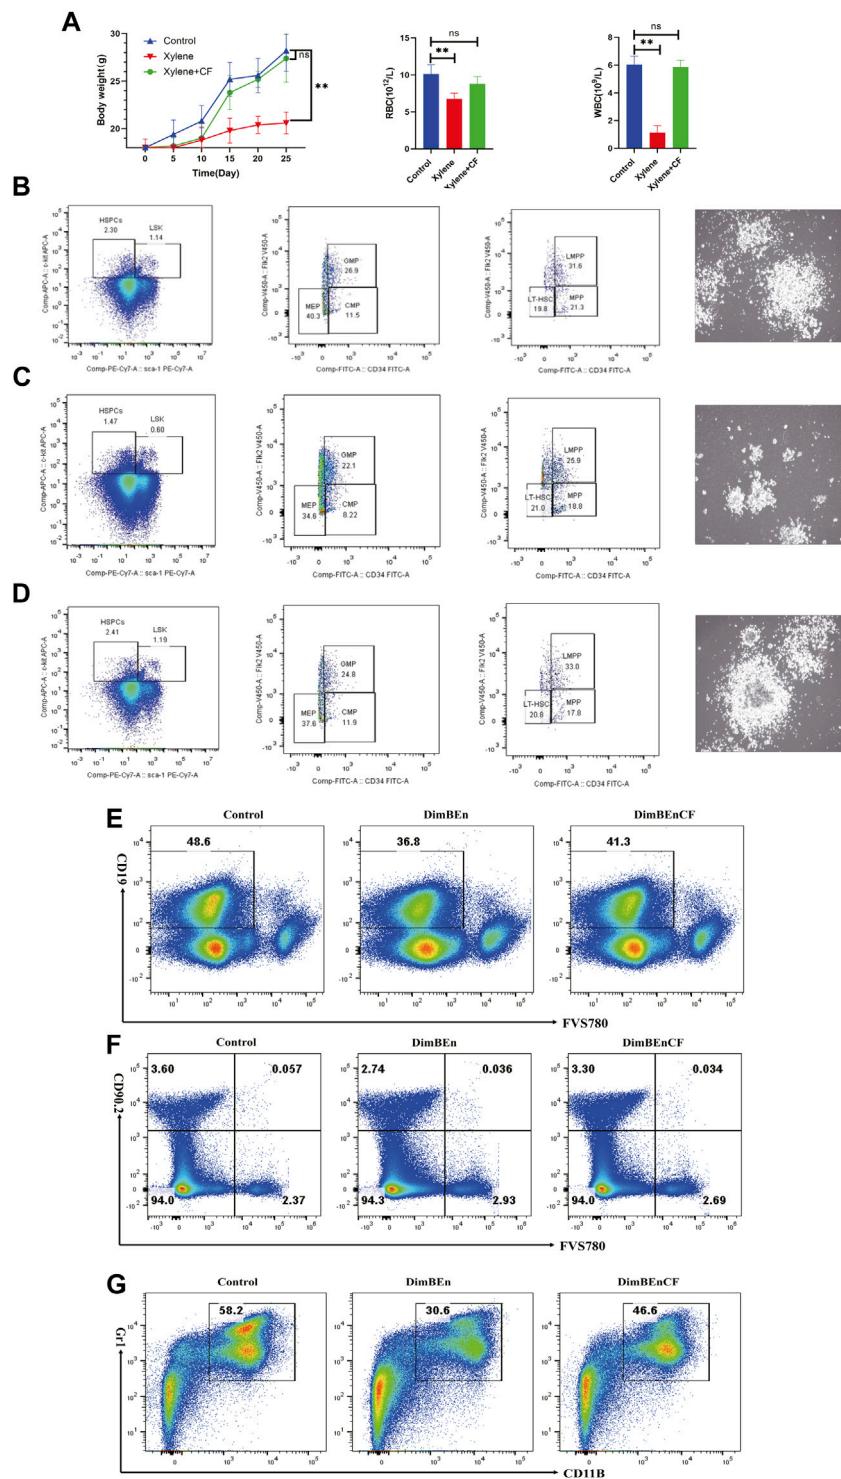 A
Body weight(g)
30
28
26
24
22
20
Control
Xylene
Xylene+CF
ns
**
0 5 10 15 20 25
Time(Day)
RBC(10^12/L)
15
10
5
0
ns
**
Control
Xylene
Xylene+CF
WBC(10^9/L)
8
6
4
2
0
ns
**
Control
Xylene
Xylene+CF
B
Comp-APC-A :: c-kit APC-A
HSPCs
2.30
LSK
1.14
Comp-PE-Cy7-A :: sca-1 PE-Cy7-A
Comp-V450-A :: Flk2 V450-A
GMP
26.9
MEP
40.3
CMP
11.5
Comp-FITC-A :: CD34 FITC-A
Comp-V450-A :: Flk2 V450-A
LMPP
31.6
LT-HSC
19.8
MPP
21.3
Comp-FITC-A :: CD34 FITC-A
C
Comp-APC-A :: c-kit APC-A
HSPCs
1.47
LSK
0.60
Comp-PE-Cy7-A :: sca-1 PE-Cy7-A
Comp-V450-A :: Flk2 V450-A
GMP
22.1
MEP
34.6
CMP
8.22
Comp-FITC-A :: CD34 FITC-A
Comp-V450-A :: Flk2 V450-A
LMPP
25.9
LT-HSC
21.0
MPP
18.8
Comp-FITC-A :: CD34 FITC-A
D
Comp-APC-A :: c-kit APC-A
HSPCs
2.41
LSK
1.19
Comp-PE-Cy7-A :: sca-1 PE-Cy7-A
Comp-V450-A :: Flk2 V450-A
GMP
24.8
MEP
37.6
CMP
11.9
Comp-FITC-A :: CD34 FITC-A
Comp-V450-A :: Flk2 V450-A
LMPP
33.0
LT-HSC
20.8
MPP
17.8
Comp-FITC-A :: CD34 FITC-A
E
Control DimBEn DimBEnCF
48.6 36.8 41.3
CD19
FVS780
F
Control DimBEn DimBEnCF
3.60 0.057 2.74 0.036 3.30 0.034
CD90.2
94.0 2.37 94.3 2.93 94.0 2.69
FVS780
G
Control DimBEn DimBEnCF
58.2 30.6 46.6
Gr1
CD11B